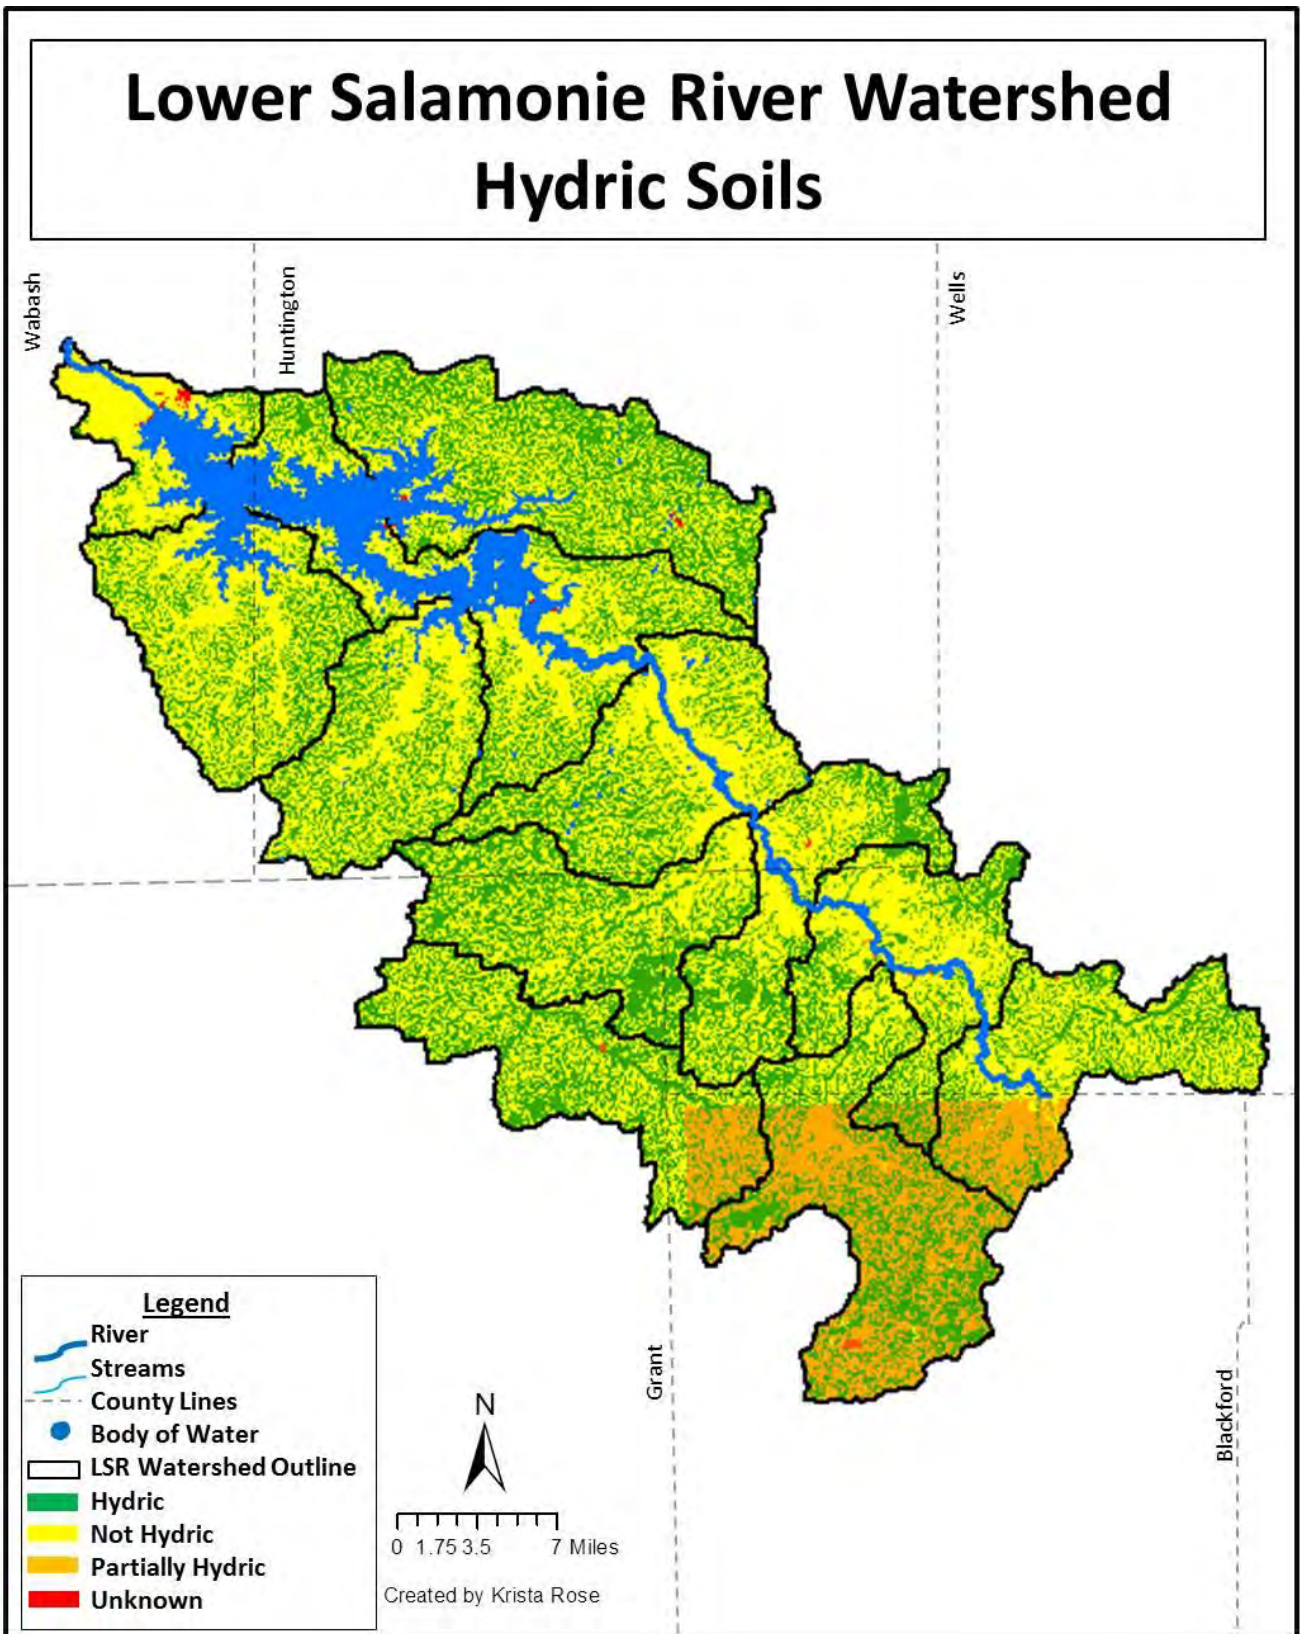 Lower Salamonie River Watershed
Hydric Soils
Wabash
Huntington
Wells
Grant
Blackford
Legend
River
Streams
County Lines
Body of Water
LSR Watershed Outline
Hydric
Not Hydric
Partially Hydric
Unknown
N
0 1.75 3.5 7 Miles
Created by Krista Rose